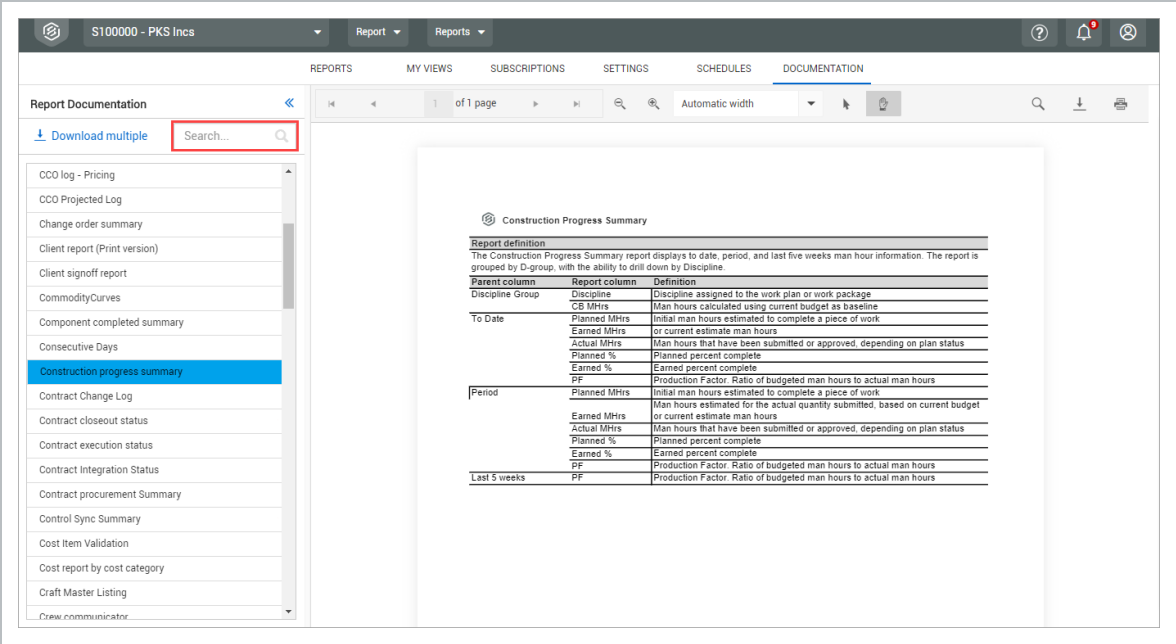 S100000 - PKS Incs
Report
Reports
9
REPORTS
MY VIEWS
SUBSCRIPTIONS
SETTINGS
SCHEDULES
DOCUMENTATION
Report Documentation
1 of 1 page
Automatic width
Download multiple
Search...
CCO log - Pricing
CCO Projected Log
Change order summary
Client report (Print version)
Client signoff report
CommodityCurves
Component completed summary
Consecutive Days
Construction progress summary
Contract Change Log
Contract closeout status
Contract execution status
Contract Integration Status
Contract procurement Summary
Control Sync Summary
Cost Item Validation
Cost report by cost category
Craft Master Listing
Crew communicator
Construction Progress Summary
Report definition
The Construction Progress Summary report displays to date, period, and last five weeks man hour information. The report is
grouped by D-group, with the ability to drill down by Discipline.
Parent column Report column Definition
Discipline Group Discipline Discipline assigned to the work plan or work package
CB MHrs Man hours calculated using current budget as baseline
To Date Planned MHrs Initial man hours estimated to complete a piece of work
Earned MHrs or current estimate man hours
Actual MHrs Man hours that have been submitted or approved, depending on plan status
Planned % Planned percent complete
Earned % Earned percent complete
PF Production Factor. Ratio of budgeted man hours to actual man hours
Period Planned MHrs Initial man hours estimated to complete a piece of work
Man hours estimated for the actual quantity submitted, based on current budget
Earned MHrs or current estimate man hours
Actual MHrs Man hours that have been submitted or approved, depending on plan status
Planned % Planned percent complete
Earned % Earned percent complete
PF Production Factor. Ratio of budgeted man hours to actual man hours
Last 5 weeks PF Production Factor. Ratio of budgeted man hours to actual man hours